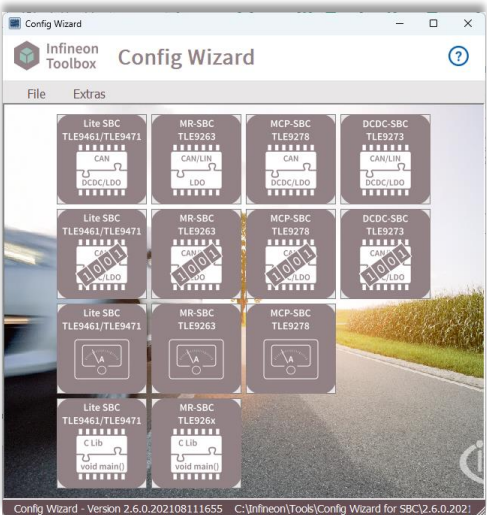 Config Wizard
Infineon
Toolbox
Config Wizard
?
File Extras
Lite SBC
TLE9461/TLE9471
CAN
DCDC/LDO
MR-SBC
TLE9263
CAN/LIN
LDO
MCP-SBC
TLE9278
CAN
DCDC/LDO
DCDC-SBC
TLE9273
CAN/LIN
DCDC/LDO
Lite SBC
TLE9461/TLE9471
1001
MR-SBC
TLE9263
1001
MCP-SBC
TLE9278
1001
DCDC-SBC
TLE9273
1001
Lite SBC
TLE9461/TLE9471
A
MR-SBC
TLE9263
A
MCP-SBC
TLE9278
A
Lite SBC
TLE9461/TLE9471
C Lib
void main()
MR-SBC
TLE926x
C Lib
void main()
Config Wizard - Version 2.6.0.202108111655 C:\Infineon\Tools\Config Wizard for SBC\2.6.0.2021